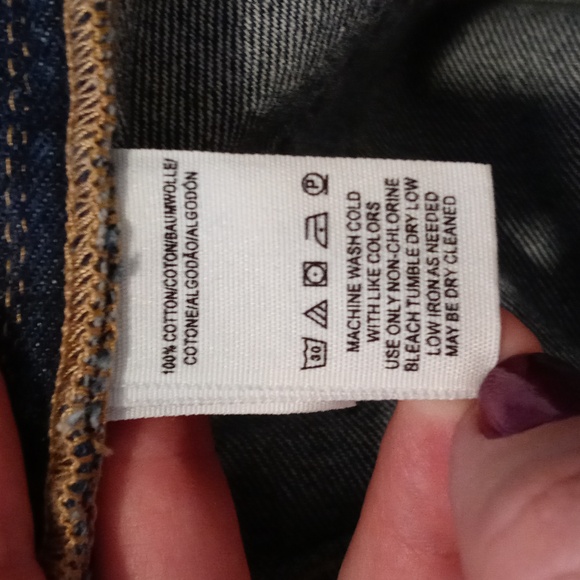 100% COTTON/COTON/BAUMWOLLE/
COTONE/ALGODÃO/ALGODÓN
30 P
MACHINE WASH COLD
WITH LIKE COLORS
USE ONLY NON-CHLORINE
BLEACH TUMBLE DRY LOW
LOW IRON AS NEEDED
MAY BE DRY CLEANED